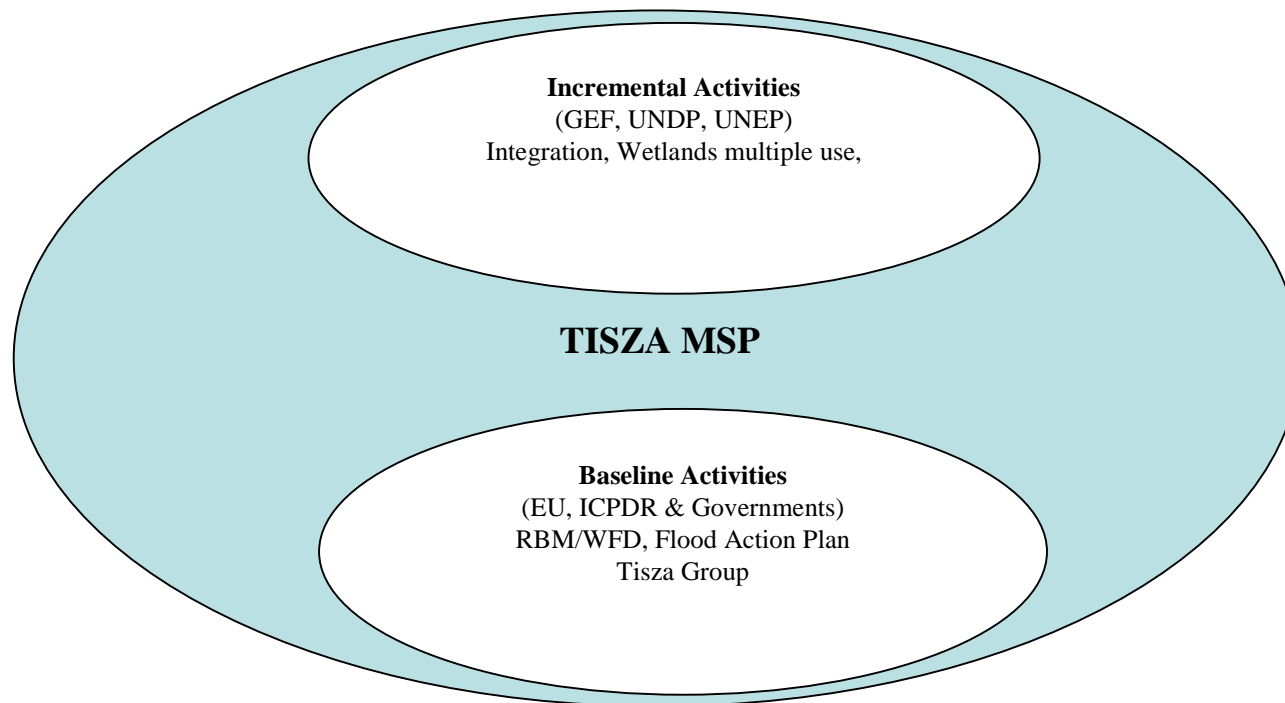 Incremental Activities
(GEF, UNDP, UNEP)
Integration, Wetlands multiple use,
TISZA MSP
Baseline Activities
(EU, ICPDR & Governments)
RBM/WFD, Flood Action Plan
Tisza Group